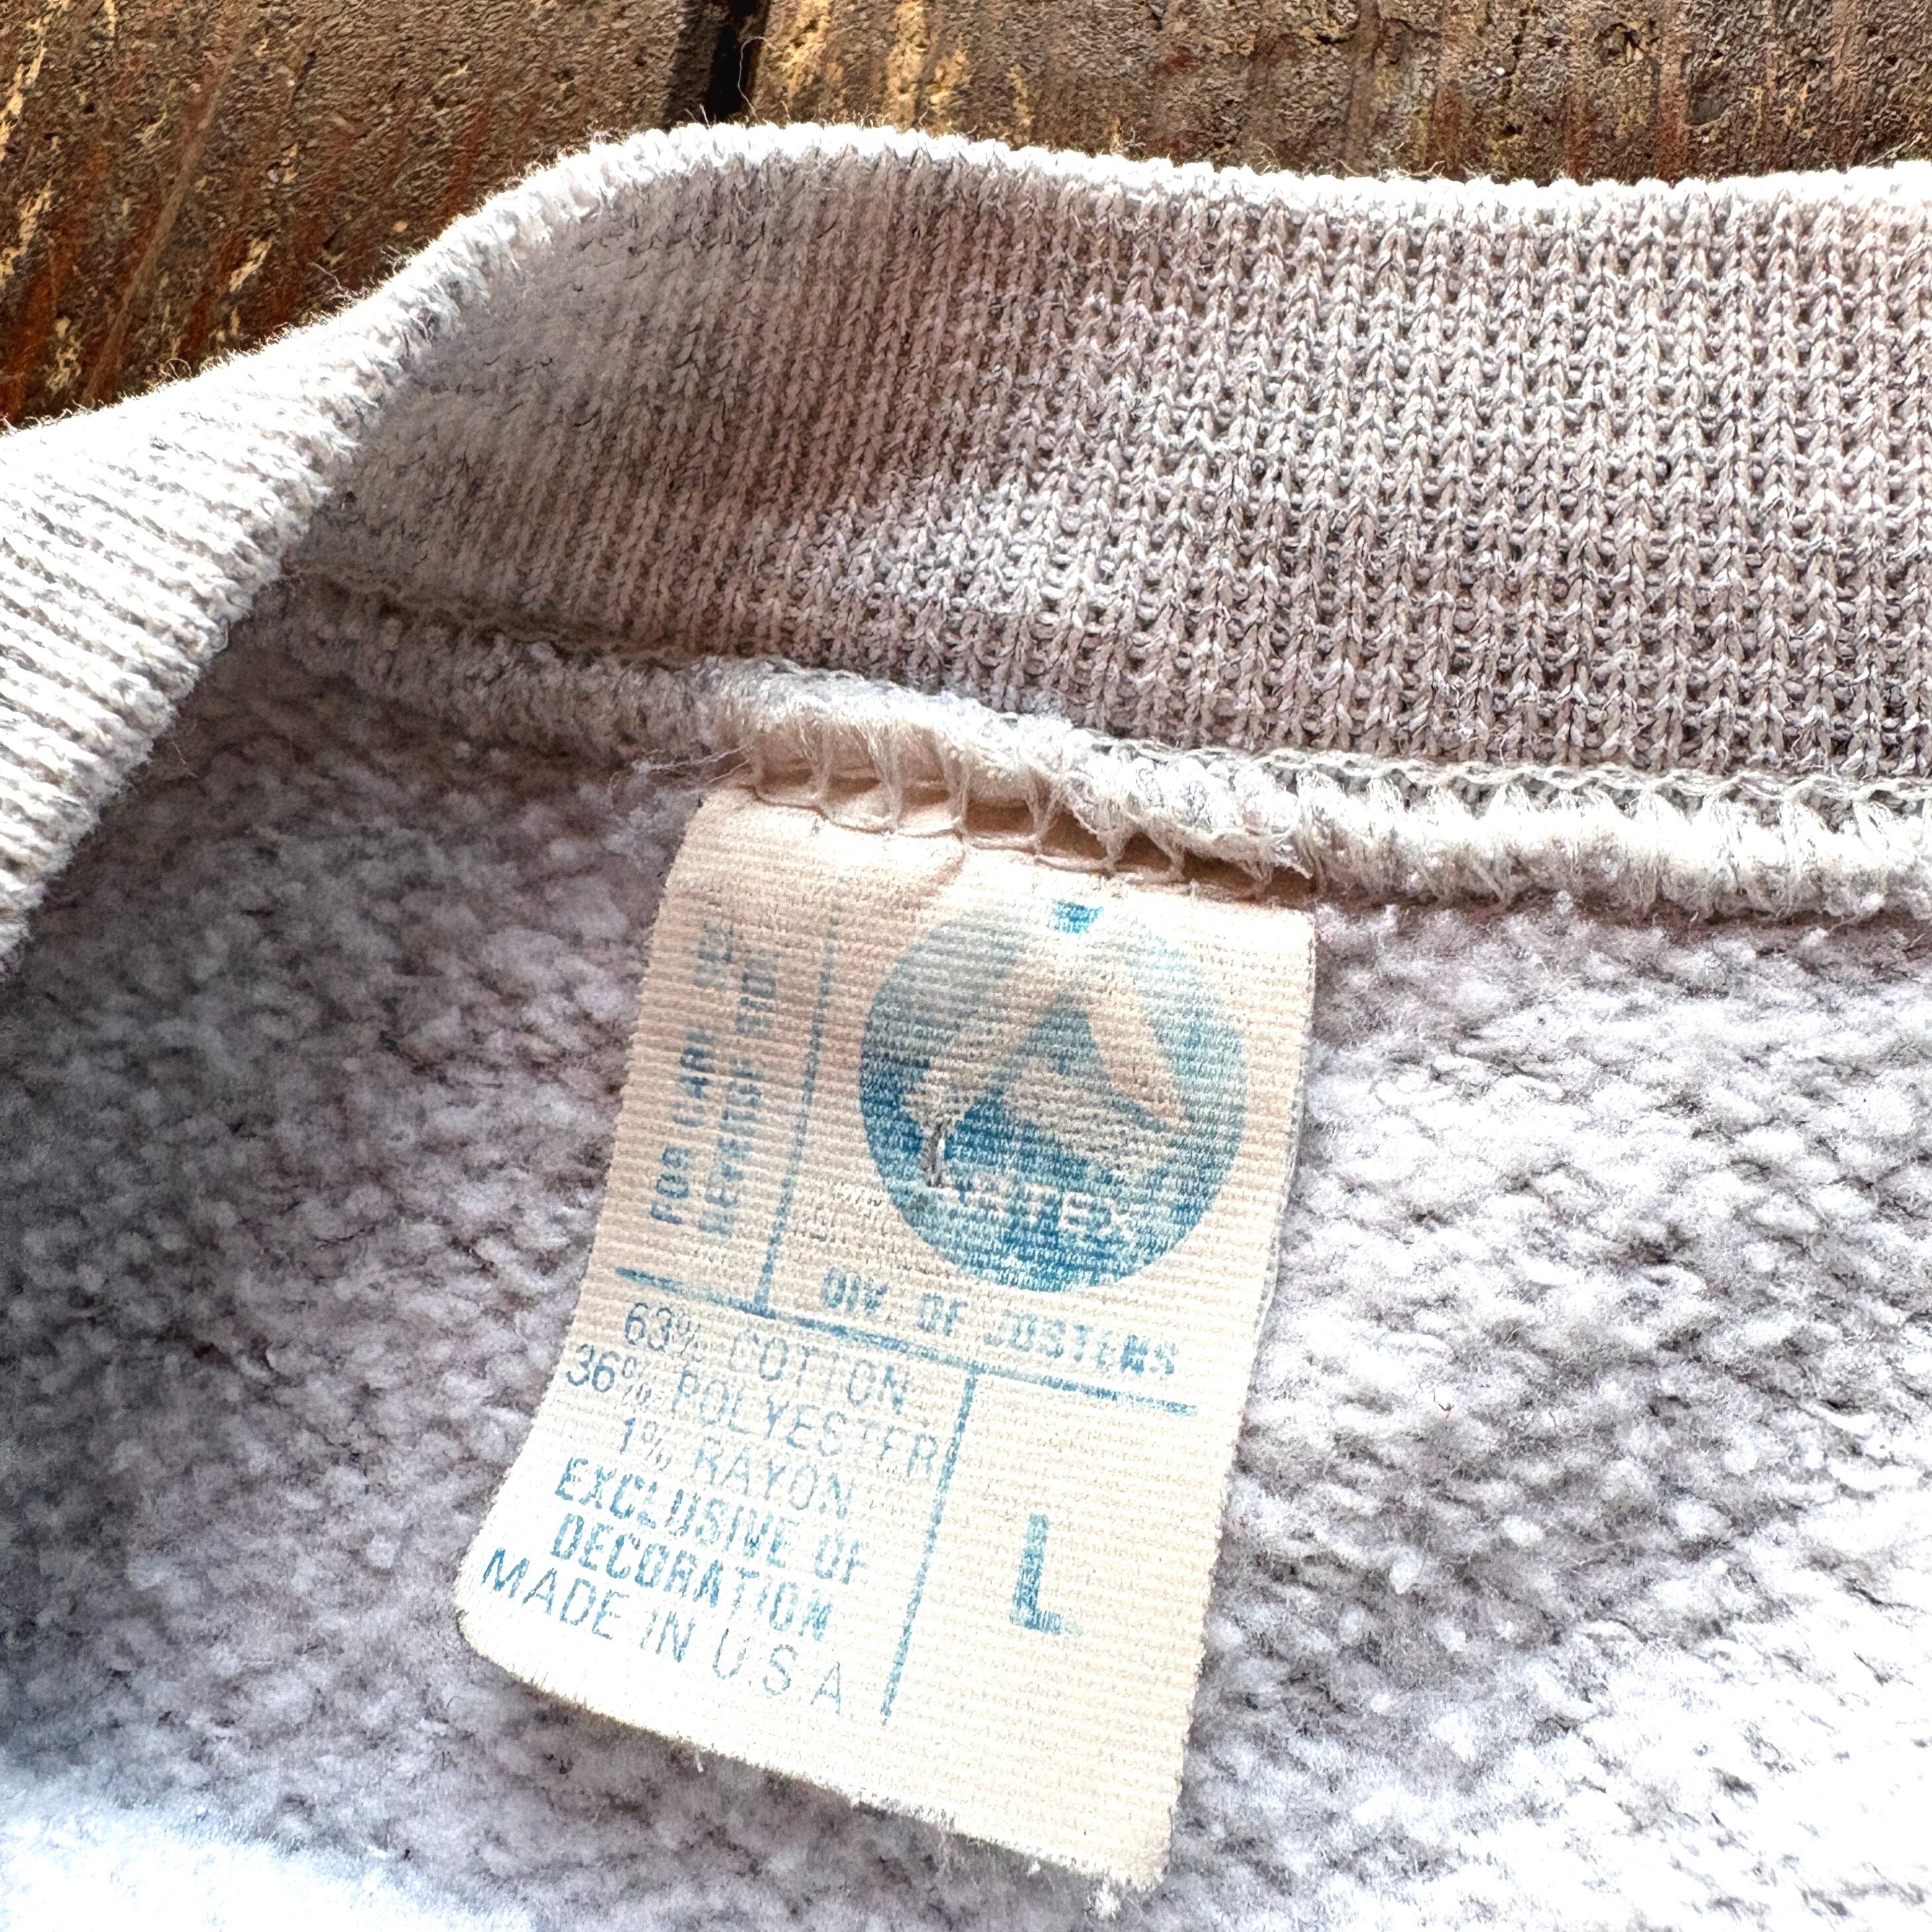 FOR CARE SEE
REVERSE SIDE
ARTEX
DIV. OF JOSTENS
63% COTTON
36% POLYESTER
1% RAYON
EXCLUSIVE OF
DECORATION
MADE IN U S A
L